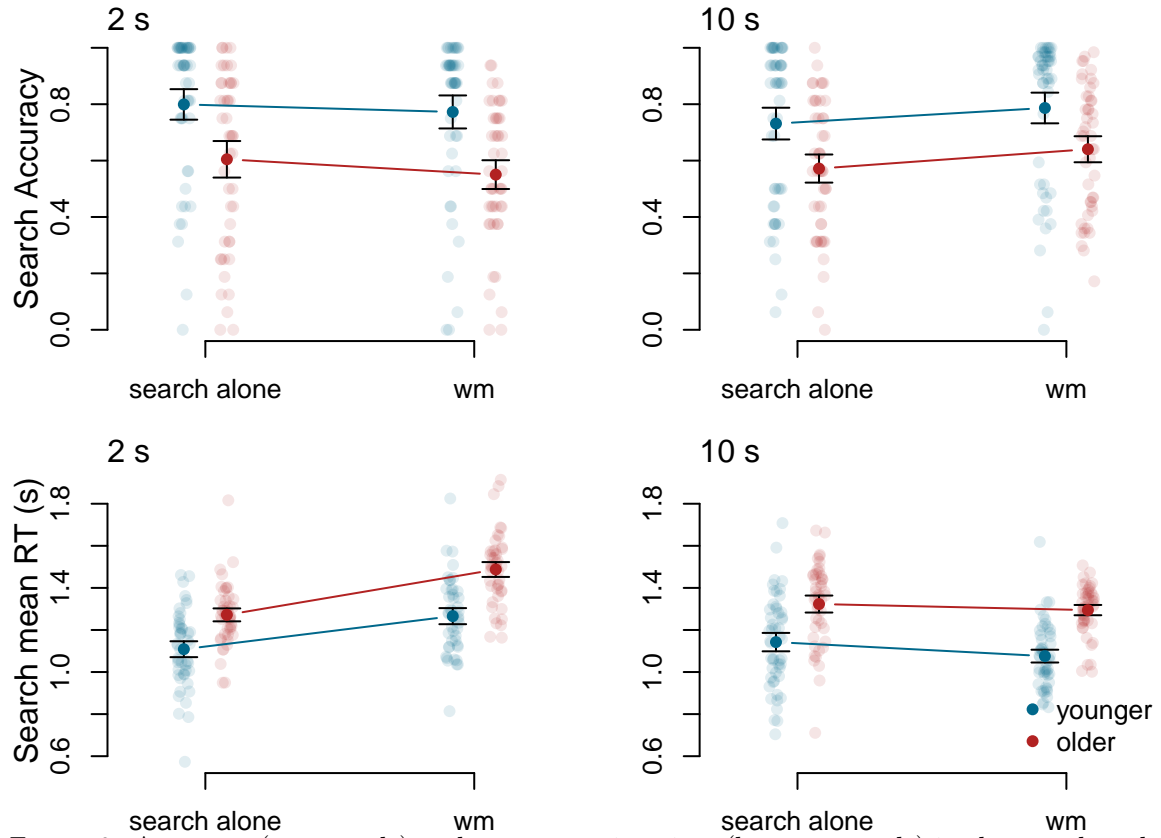 2 s
10 s
Search Accuracy
0.0
0.4
0.8
0.0
0.4
0.8
search alone
wm
search alone
wm
2 s
10 s
Search mean RT (s)
0.6
1.0
1.4
1.8
0.6
1.0
1.4
1.8
younger
older
search alone
wm
search alone
wm